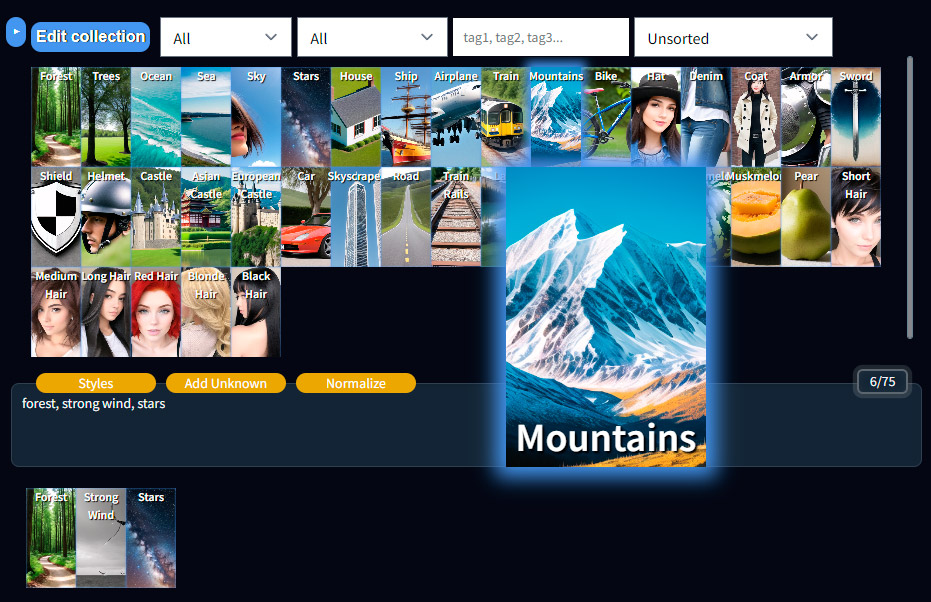 Edit collection
All
All
tag1, tag2, tag3...
Unsorted
Forest
Trees
Ocean
Sea
Sky
Stars
House
Ship
Airplane
Train
Mountains
Bike
Hat
Denim
Coat
Armor
Sword
Shield
Helmet
Castle
Asian
Castle
European
Castle
Car
Skyscrape
Road
Train
Rails
Muskmelon
Pear
Short
Hair
Medium
Hair
Long Hair
Red Hair
Blonde
Hair
Black
Hair
Mountains
Styles
Add Unknown
Normalize
6/75
forest, strong wind, stars
Forest
Strong
Wind
Stars